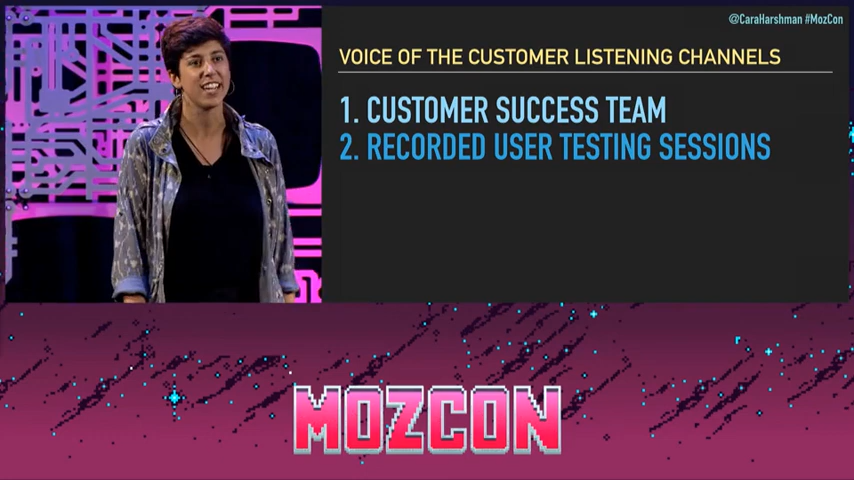 @CaraHarshman #MozCon
VOICE OF THE CUSTOMER LISTENING CHANNELS
1. CUSTOMER SUCCESS TEAM
2. RECORDED USER TESTING SESSIONS
MOZCON